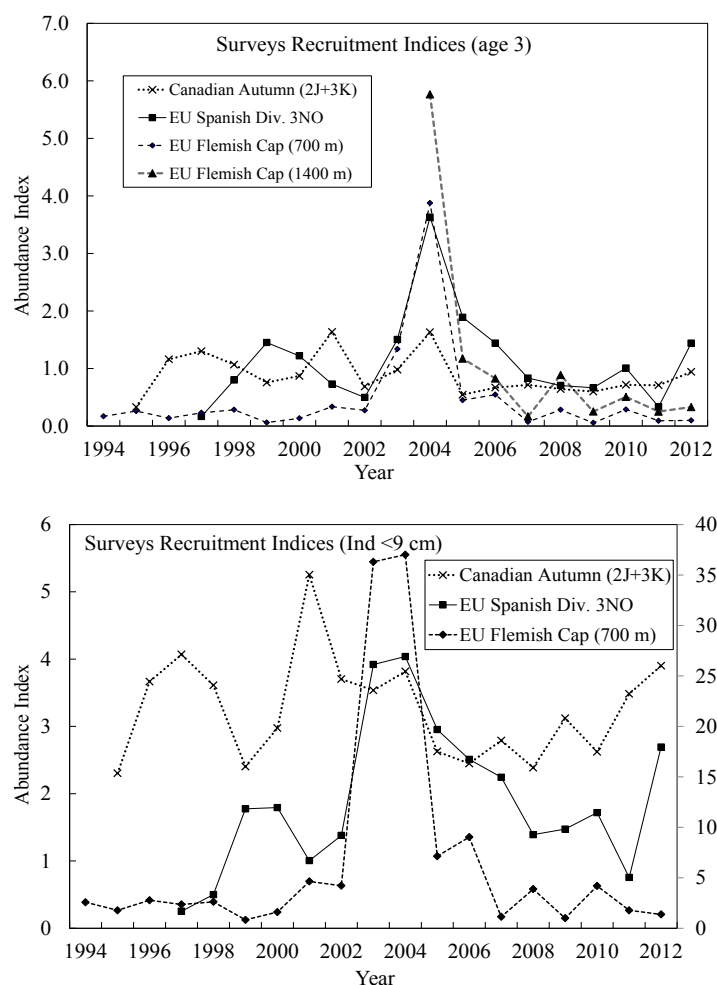 Surveys Recruitment Indices (age 3)
Abundance Index
7.0
6.0
5.0
4.0
3.0
2.0
1.0
0.0
Canadian Autumn (2J+3K)
EU Spanish Div. 3NO
EU Flemish Cap (700 m)
EU Flemish Cap (1400 m)
1994 1996 1998 2000 2002 2004 2006 2008 2010 2012
Year
Surveys Recruitment Indices (Ind <9 cm)
Abundance Index
6
5
4
3
2
1
0
Canadian Autumn (2J+3K)
EU Spanish Div. 3NO
EU Flemish Cap (700 m)
40
35
30
25
20
15
10
5
0
1994 1996 1998 2000 2002 2004 2006 2008 2010 2012
Year